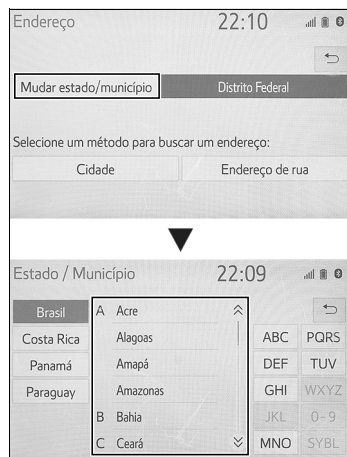 Endereço 22:10
Mudar estado/município Distrito Federal
Selecione um método para buscar um endereço:
Cidade Endereço de rua
Estado / Município 22:09
Brasil A Acre
Costa Rica Alagoas ABC PQRS
Panamá Amapá DEF TUV
Paraguay Amazonas GHI WXYZ
B Bahia JKL 0-9
C Ceará MNO SYBL